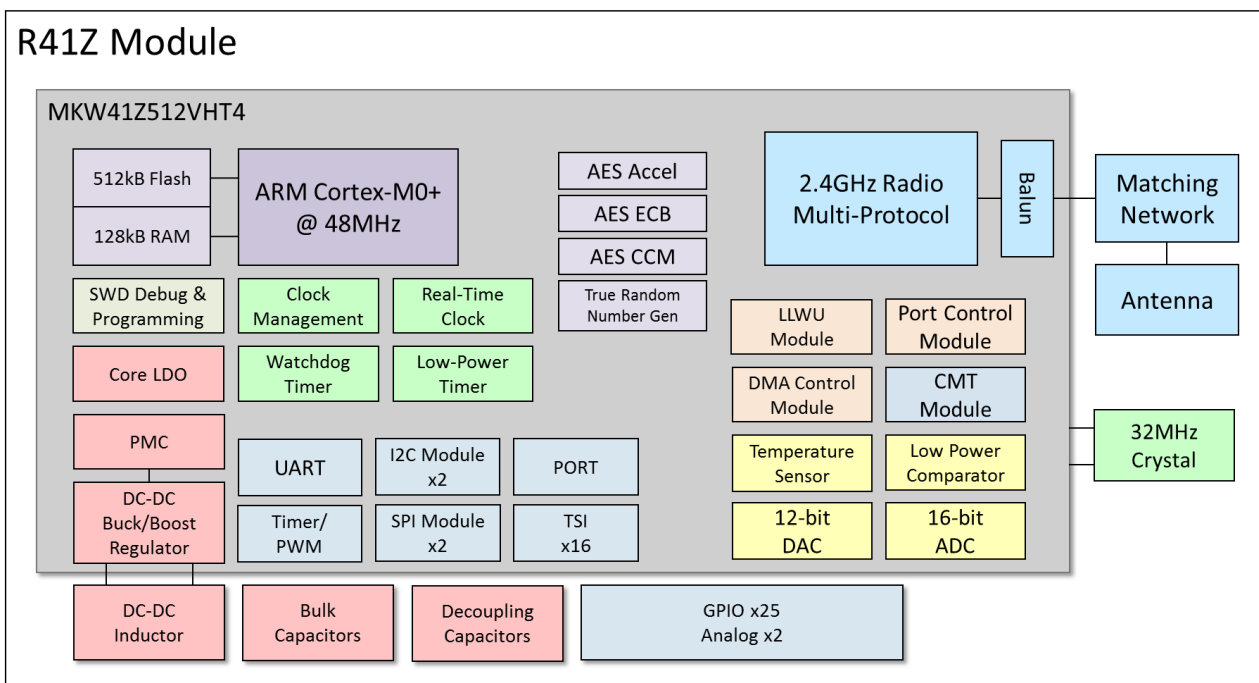 R41Z Module
MKW41Z512VHT4
512kB Flash
128kB RAM
ARM Cortex-M0+
@ 48MHz
AES Accel
AES ECB
AES CCM
True Random
Number Gen
2.4GHz Radio
Multi-Protocol
Balun
Matching
Network
Antenna
SWD Debug &
Programming
Clock
Management
Real-Time
Clock
Core LDO
Watchdog
Timer
Low-Power
Timer
LLWU
Module
Port Control
Module
DMA Control
Module
CMT
Module
PMC
UART
I2C Module
x2
PORT
Temperature
Sensor
Low Power
Comparator
32MHz
Crystal
DC-DC
Buck/Boost
Regulator
Timer/
PWM
SPI Module
x2
TSI
x16
12-bit
DAC
16-bit
ADC
DC-DC
Inductor
Bulk
Capacitors
Decoupling
Capacitors
GPIO x25
Analog x2